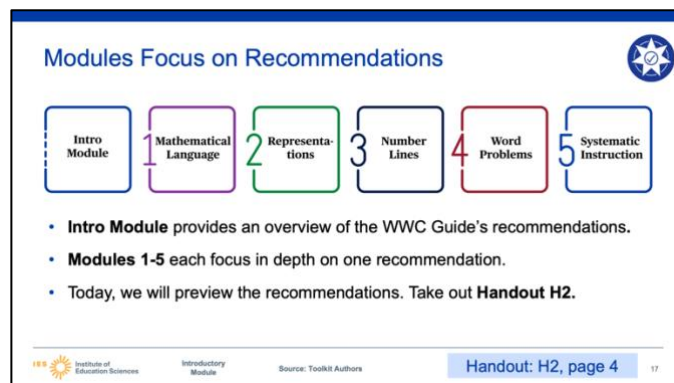 Modules Focus on Recommendations
Intro
Module
1
Mathematical
Language
2
Representa-
tions
3
Number
Lines
4
Word
Problems
5
Systematic
Instruction
• Intro Module provides an overview of the WWC Guide's recommendations.
• Modules 1-5 each focus in depth on one recommendation.
• Today, we will preview the recommendations. Take out Handout H2.
IES
Institute of
Education Sciences
Introductory
Module
Source: Toolkit Authors
Handout: H2, page 4
17